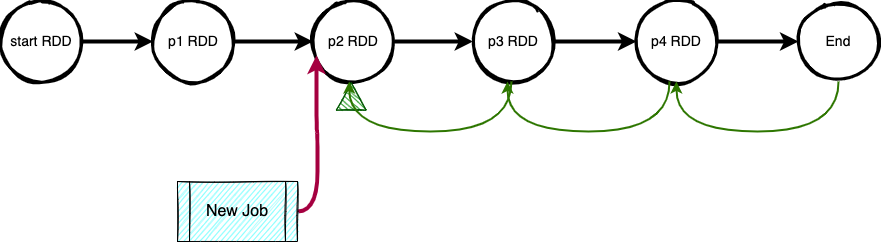 start RDD
p1 RDD
p2 RDD
p3 RDD
p4 RDD
End
New Job